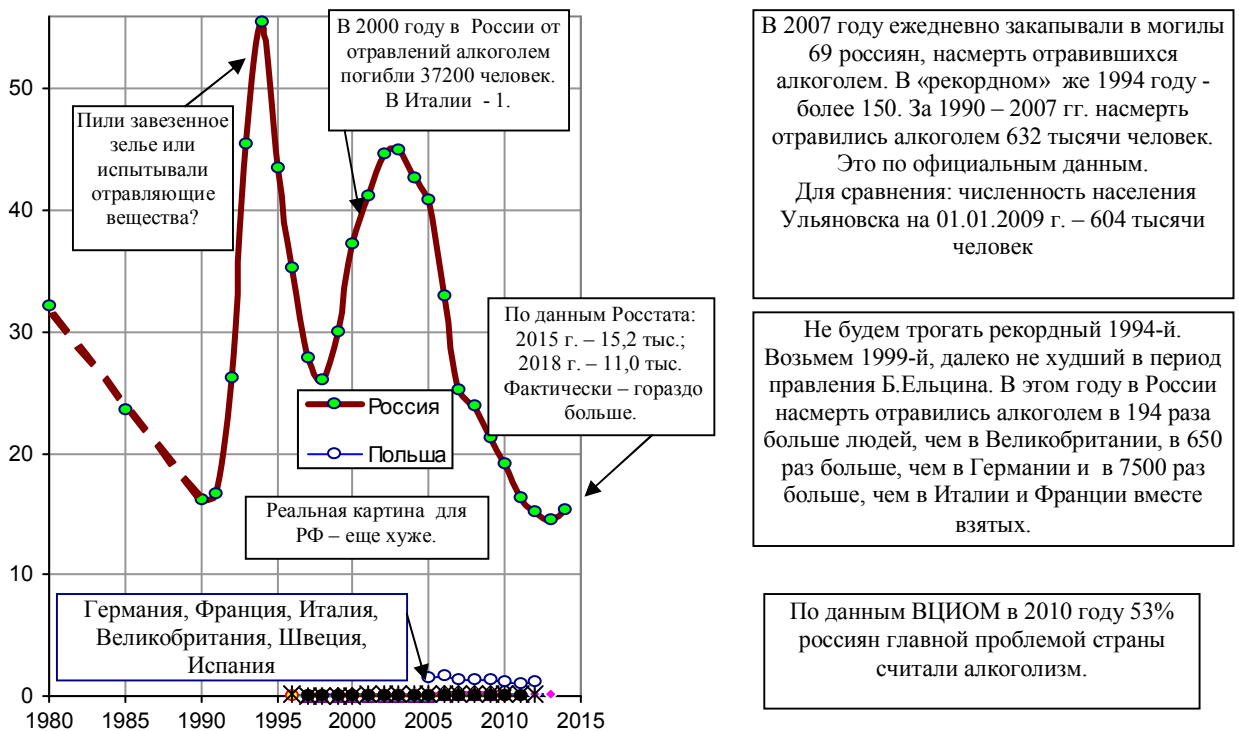 В 2000 году в России от
отравлений алкоголем
погибли 37200 человек.
В Италии - 1.
Пили завезенное
зелье или
испытывали
отравляющие
вещества?
По данным Росстата:
2015 г. – 15,2 тыс.;
2018 г. – 11,0 тыс.
Фактически – гораздо
больше.
Россия
Польша
Реальная картина для
РФ – еще хуже.
Германия, Франция, Италия,
Великобритания, Швеция,
Испания
50
40
30
20
10
0
1980 1985 1990 1995 2000 2005 2010 2015
В 2007 году ежедневно закапывали в могилы
69 россиян, насмерть отравившихся
алкоголем. В «рекордном» же 1994 году -
более 150. За 1990 – 2007 гг. насмерть
отравились алкоголем 632 тысячи человек.
Это по официальным данным.
Для сравнения: численность населения
Ульяновска на 01.01.2009 г. – 604 тысячи
человек
Не будем трогать рекордный 1994-й.
Возьмем 1999-й, далеко не худший в период
правления Б.Ельцина. В этом году в России
насмерть отравились алкоголем в 194 раза
больше людей, чем в Великобритании, в 650
раз больше, чем в Германии и в 7500 раз
больше, чем в Италии и Франции вместе
взятых.
По данным ВЦИОМ в 2010 году 53%
россиян главной проблемой страны
считали алкоголизм.